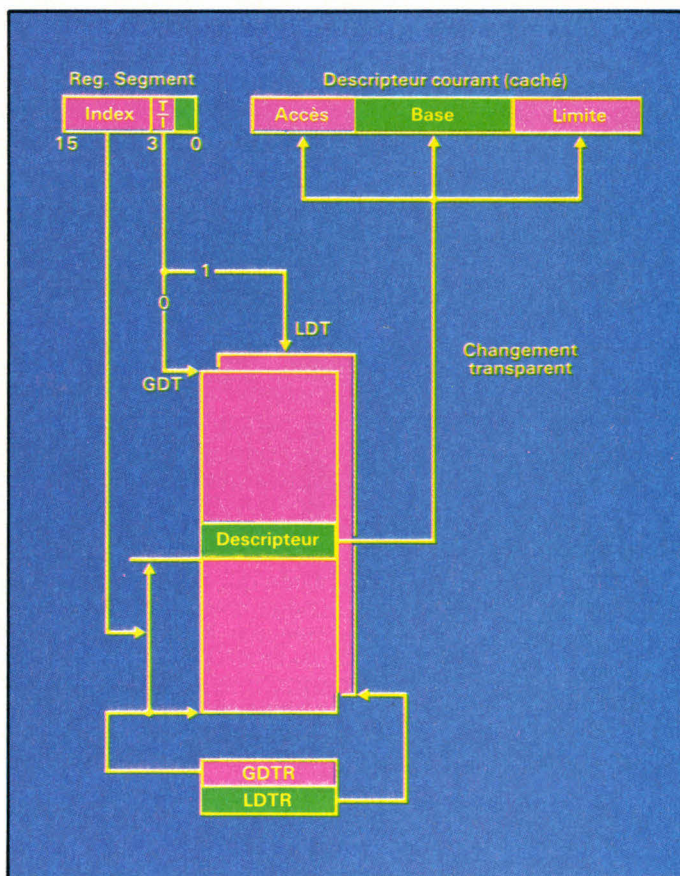 Reg. Segment
Descripteur courant (caché)
Index
T
I
Accès
Base
Limite
15
3
0
1
0
LDT
GDT
Changement
transparent
Descripteur
GDTR
LDTR